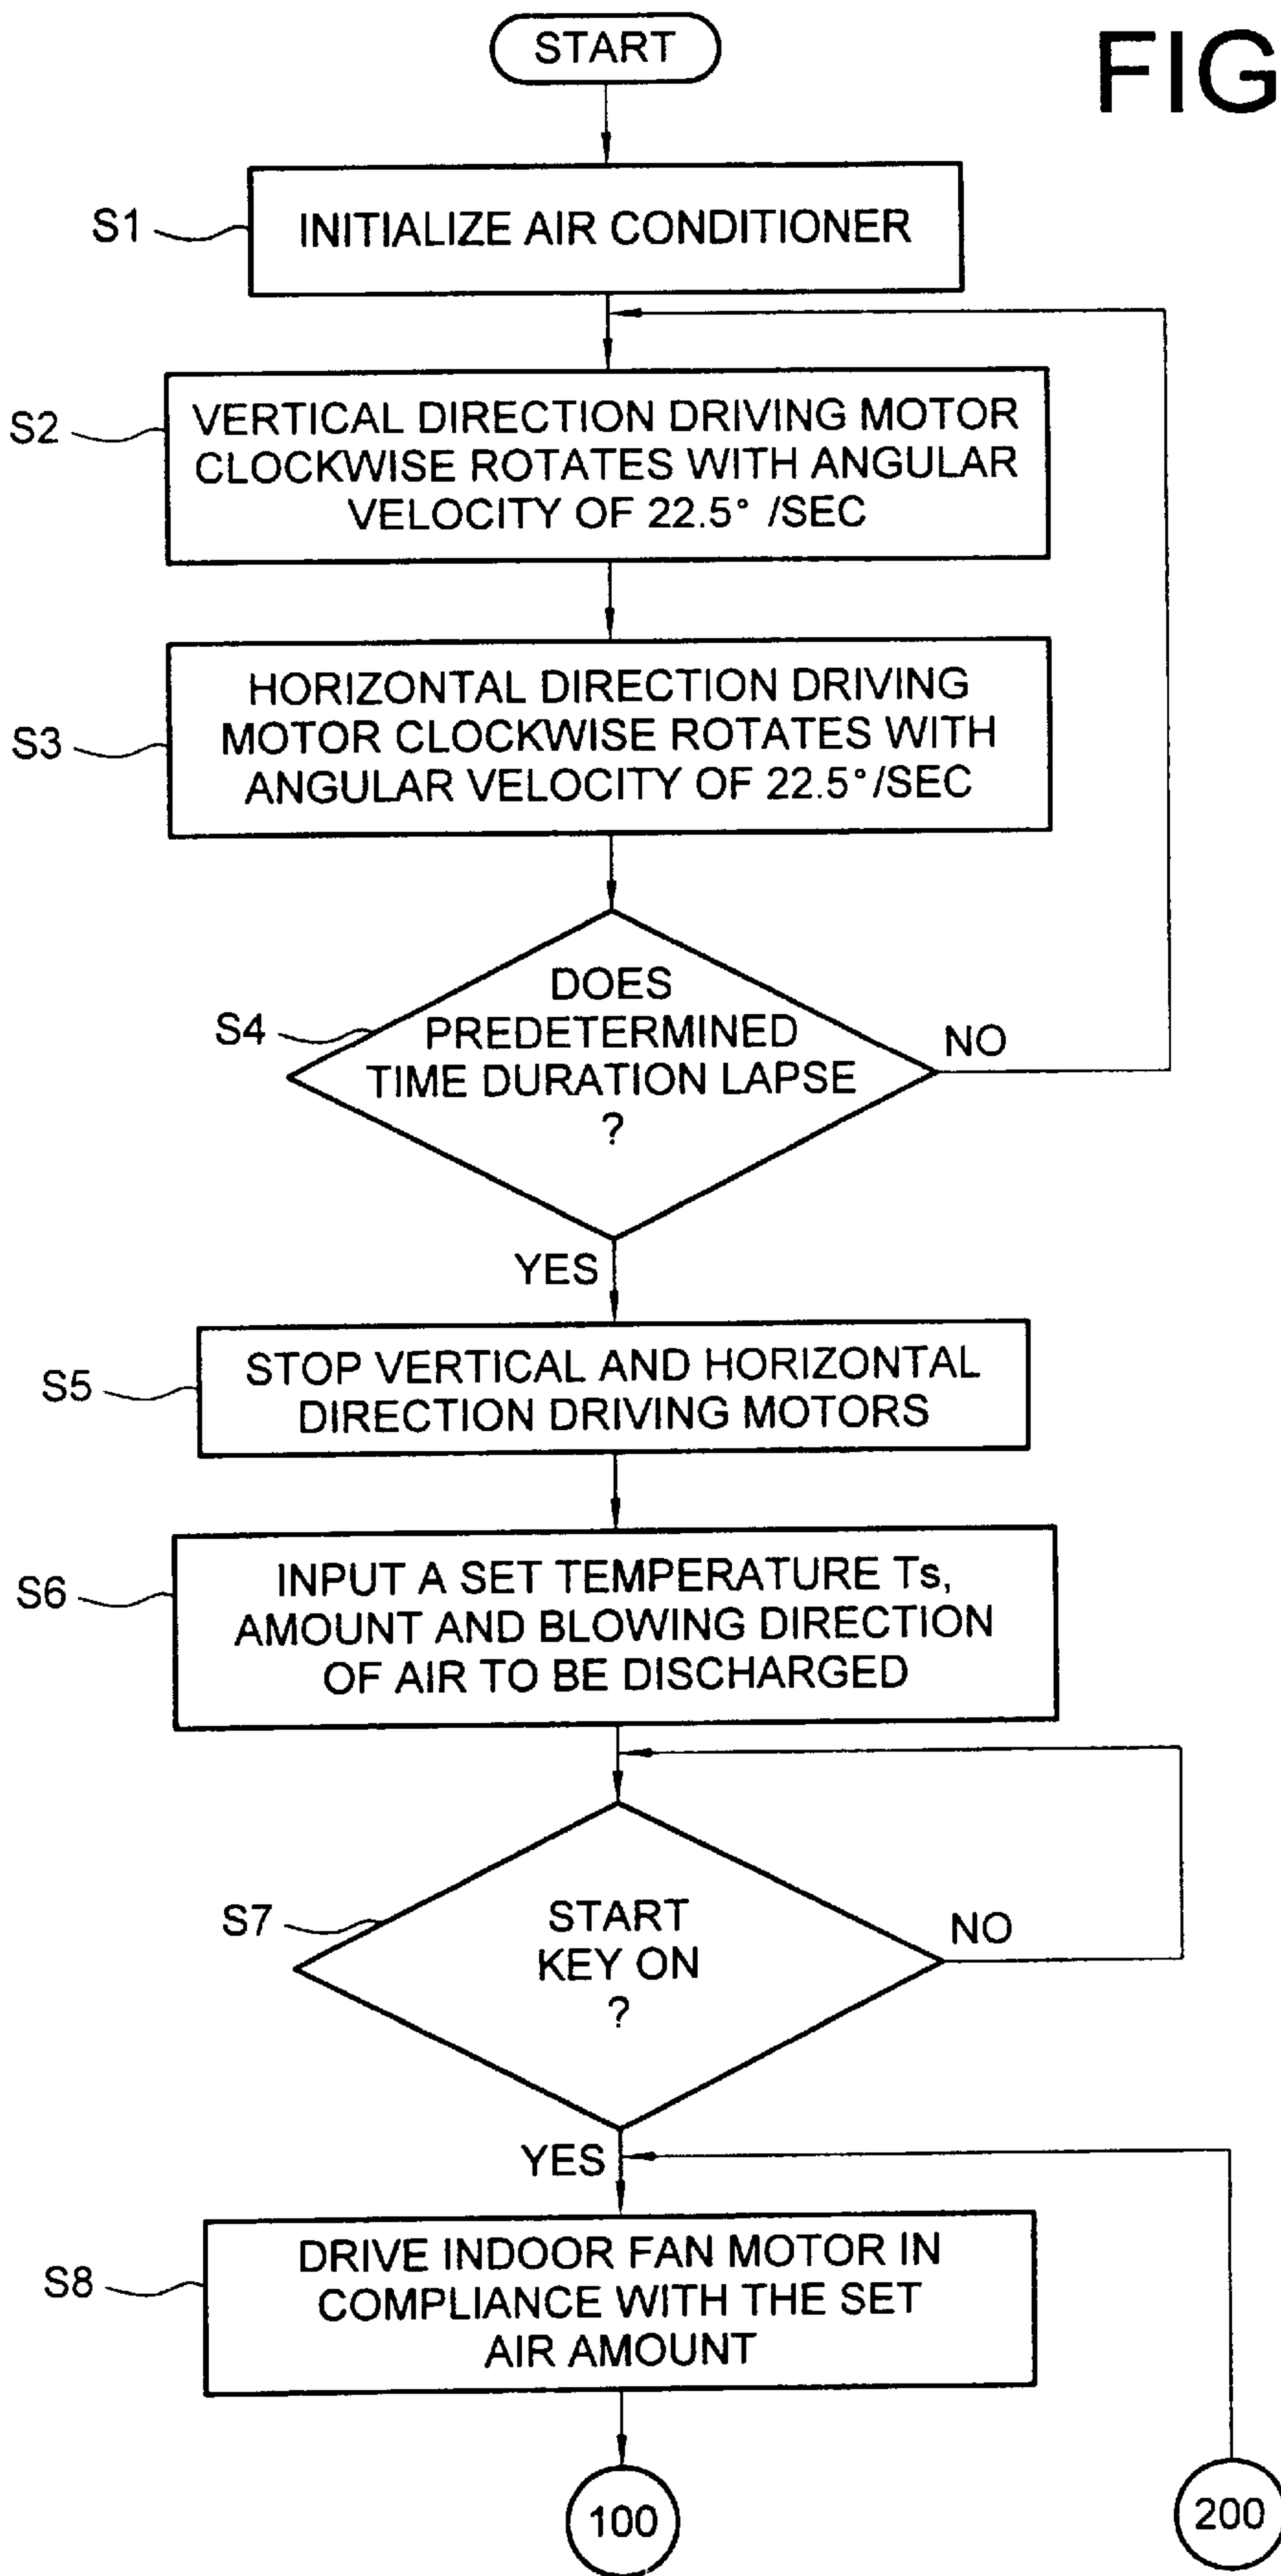 START
FIG
S1
INITIALIZE AIR CONDITIONER
S2
VERTICAL DIRECTION DRIVING MOTOR
CLOCKWISE ROTATES WITH ANGULAR
VELOCITY OF 22.5° /SEC
S3
HORIZONTAL DIRECTION DRIVING
MOTOR CLOCKWISE ROTATES WITH
ANGULAR VELOCITY OF 22.5°/SEC
S4
DOES
PREDETERMINED
TIME DURATION LAPSE
?
NO
YES
S5
STOP VERTICAL AND HORIZONTAL
DIRECTION DRIVING MOTORS
S6
INPUT A SET TEMPERATURE Ts,
AMOUNT AND BLOWING DIRECTION
OF AIR TO BE DISCHARGED
S7
START
KEY ON
?
NO
YES
S8
DRIVE INDOOR FAN MOTOR IN
COMPLIANCE WITH THE SET
AIR AMOUNT
100
200